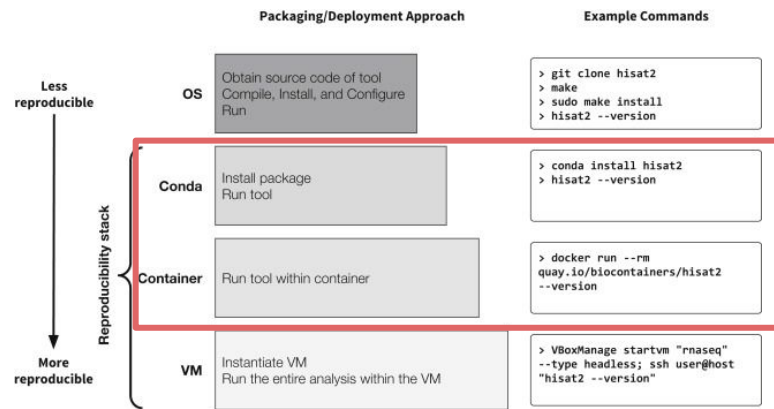 Packaging/Deployment Approach
Example Commands
Less
reproducible
OS
Obtain source code of tool
Compile, Install, and Configure
Run
> git clone hisat2
> make
> sudo make install
> hisat2 --version
Reproducibility stack
Conda
Install package
Run tool
> conda install hisat2
> hisat2 --version
Container
Run tool within container
> docker run --rm
quay.io/biocontainers/hisat2
--version
More
reproducible
VM
Instantiate VM
Run the entire analysis within the VM
> VBoxManage startvm "rnaseq"
--type headless; ssh user@host
"hisat2 --version"